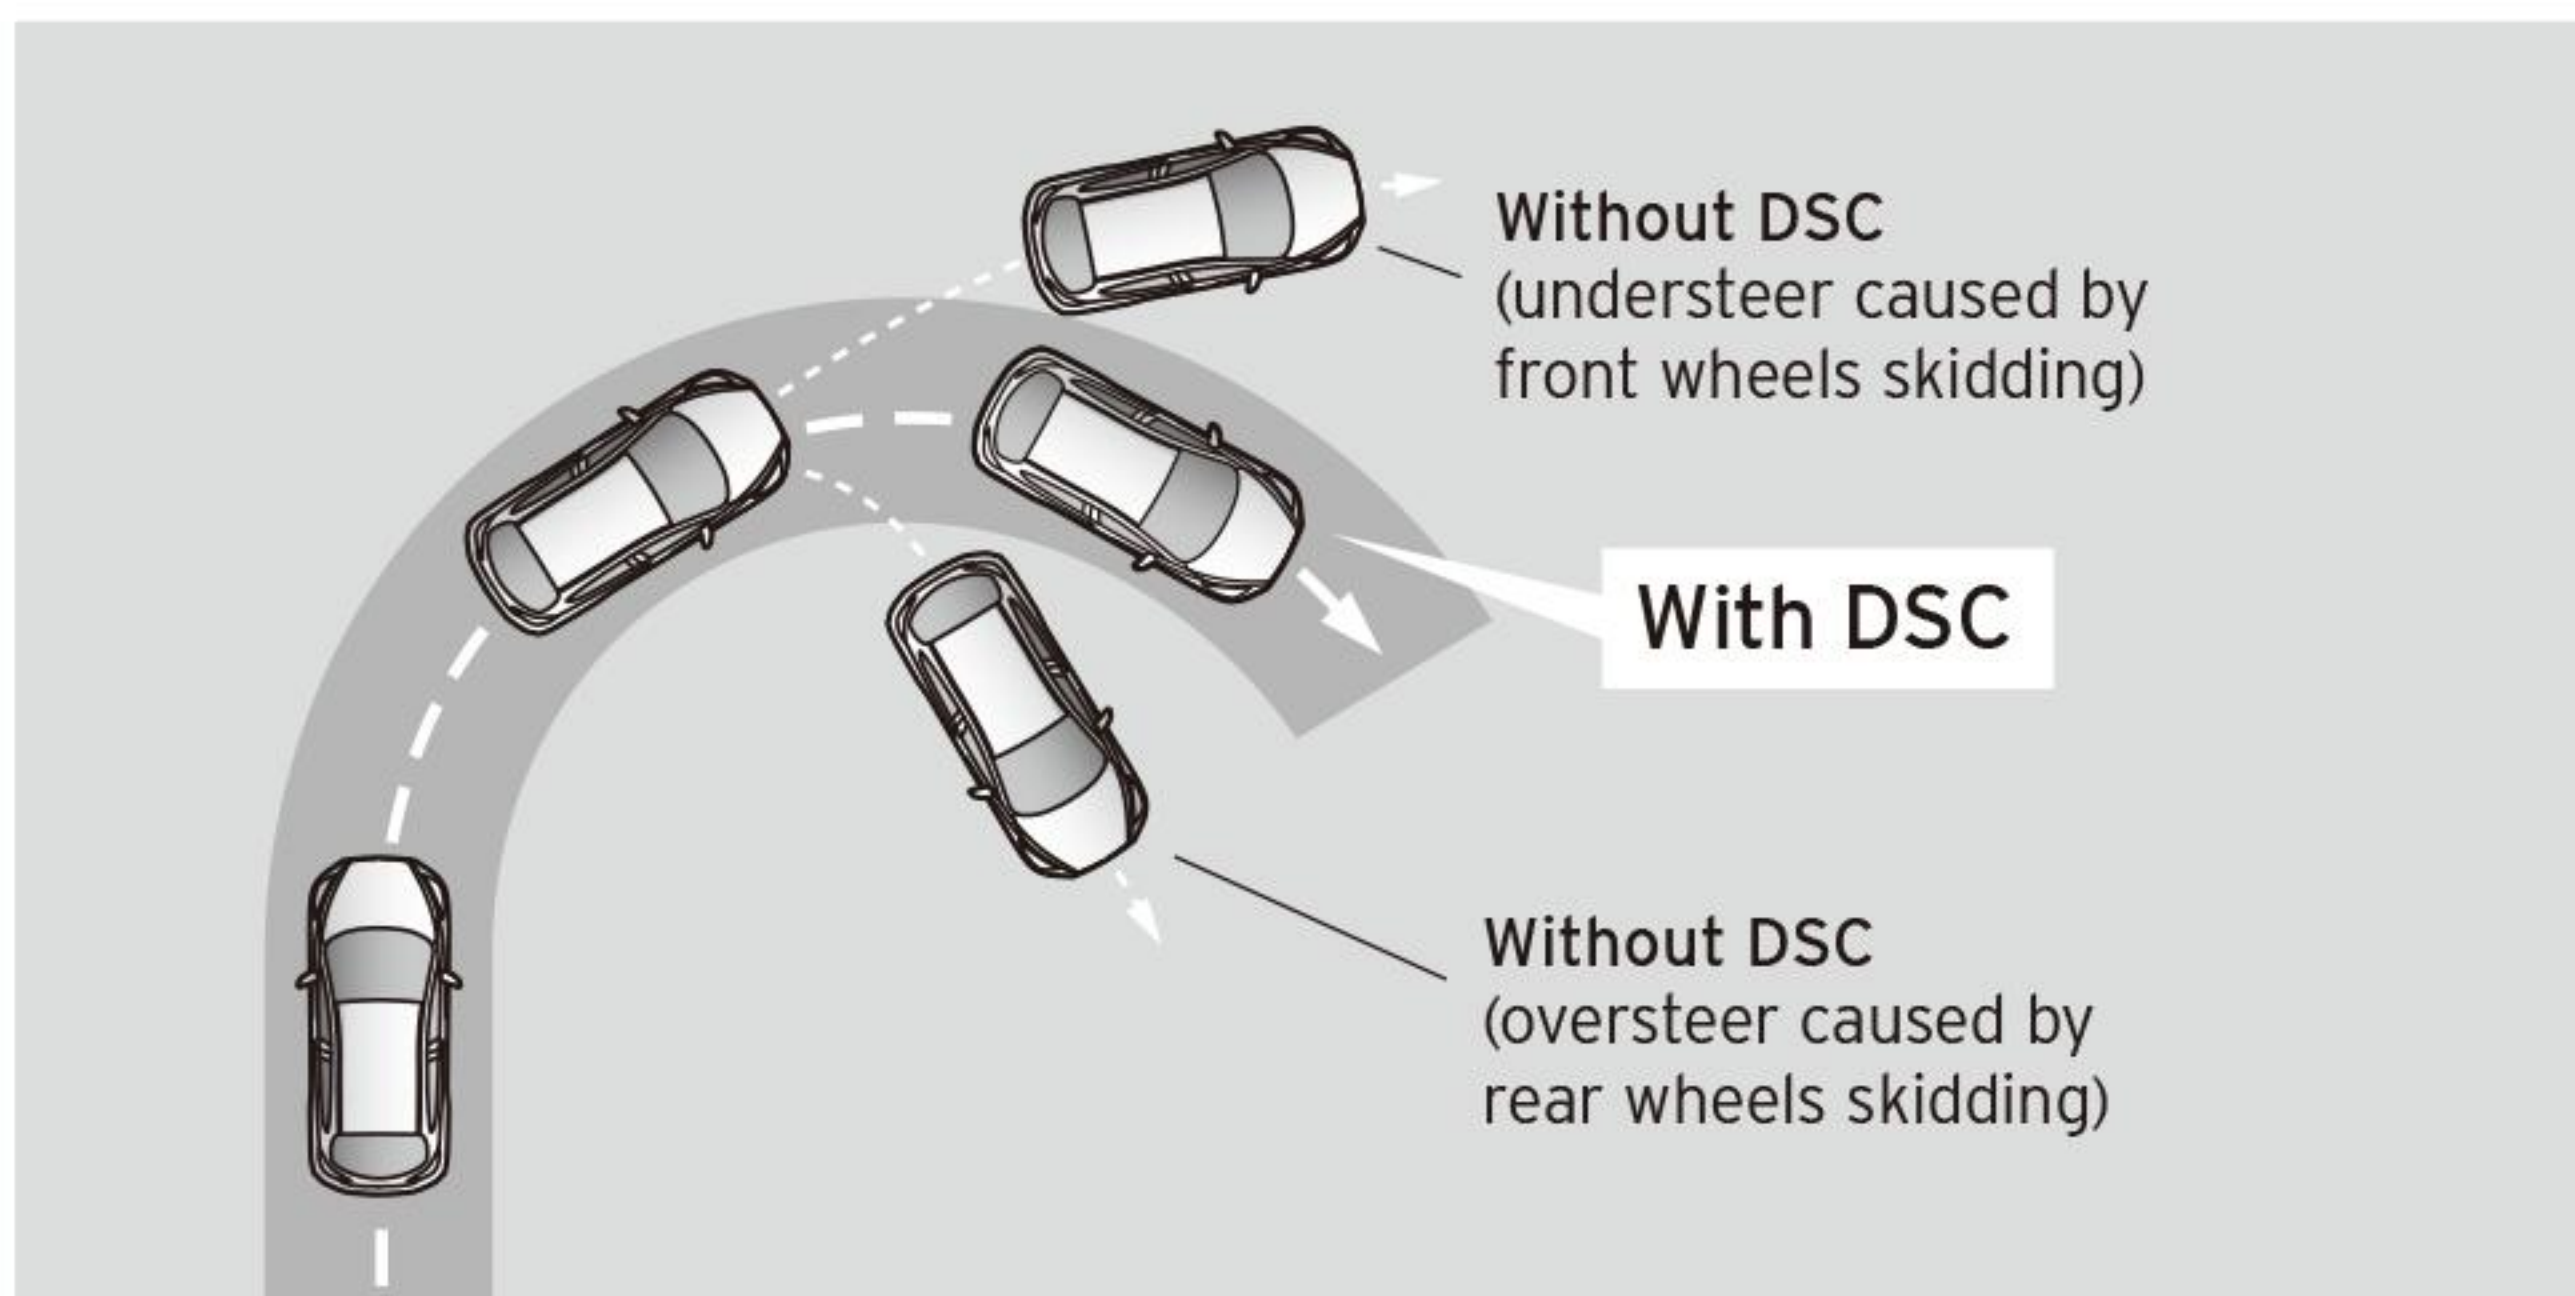 Without DSC
(understeer caused by
front wheels skidding)
With DSC
Without DSC
(oversteer caused by
rear wheels skidding)